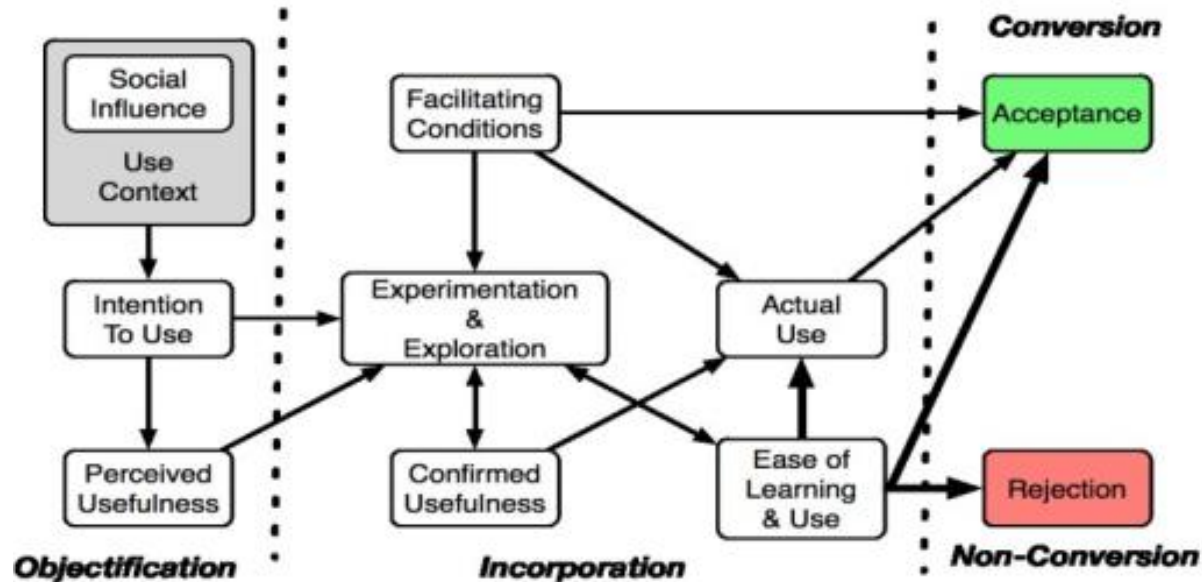 Conversion
Social
Influence
Use
Context
Facilitating
Conditions
Acceptance
Intention
To Use
Experimentation
&
Exploration
Actual
Use
Perceived
Usefulness
Confirmed
Usefulness
Ease of
Learning
& Use
Rejection
Objectification
Incorporation
Non-Conversion